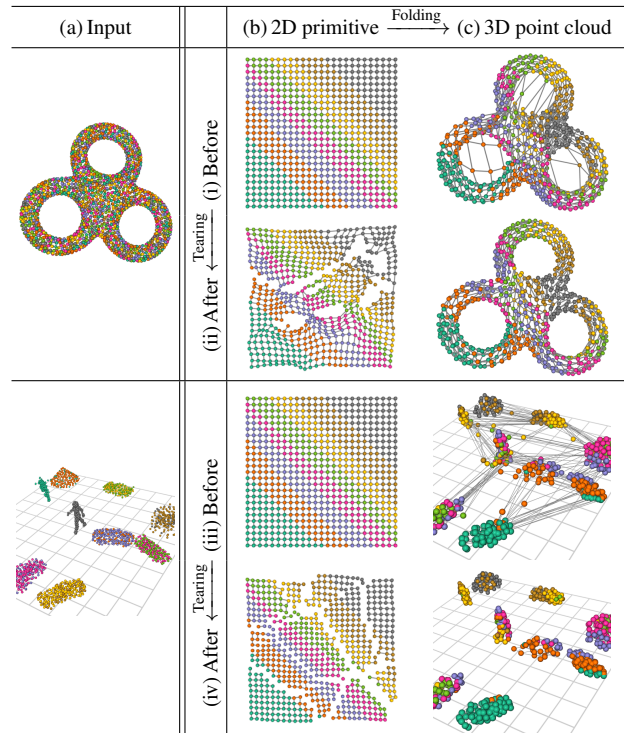 (a) Input
(b) 2D primitive Folding (c) 3D point cloud
(i) Before
Tearing
(ii) After
(iii) Before
Tearing
(iv) After